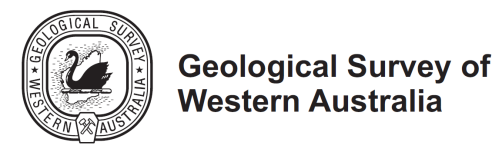 GEOLOGICAL SURVEY
★ WESTERN AUSTRALIA ★
Geological Survey of
Western Australia